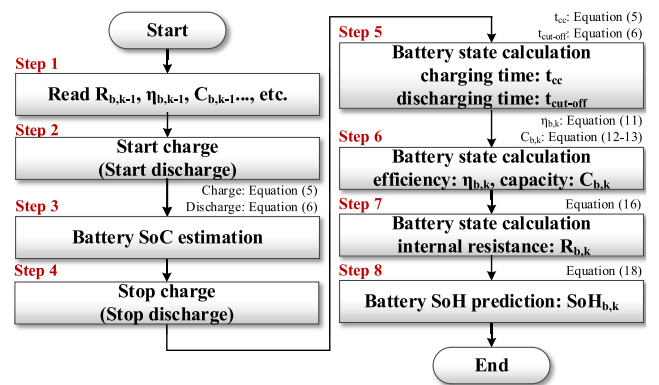 Start
Step 1
Read R_b,k-1, η_b,k-1, C_b,k-1..., etc.
Step 2
Start charge
(Start discharge)
Charge: Equation (5)
Discharge: Equation (6)
Step 3
Battery SoC estimation
Step 4
Stop charge
(Stop discharge)
t_cc: Equation (5)
t_cut-off: Equation (6)
Step 5
Battery state calculation
charging time: t_cc
discharging time: t_cut-off
η_b,k: Equation (11)
C_b,k: Equation (12-13)
Step 6
Battery state calculation
efficiency: η_b,k, capacity: C_b,k
Step 7
Equation (16)
Battery state calculation
internal resistance: R_b,k
Step 8
Equation (18)
Battery SoH prediction: SoH_b,k
End